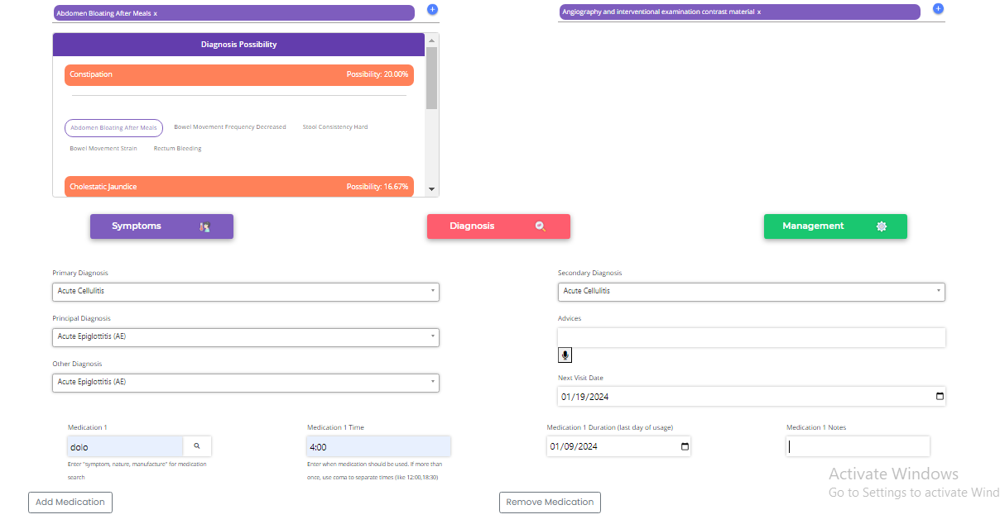 Abdomen Bloating After Meals x
Angiography and interventional examination contrast material x
Diagnosis Possibility
Constipation Possibility: 20.00%
Abdomen Bloating After Meals Bowel Movement Frequency Decreased Stool Consistency Hard
Bowel Movement Strain Rectum Bleeding
Cholestatic Jaundice Possibility: 16.67%
Symptoms Diagnosis Management
Primary Diagnosis
Acute Cellulitis
Secondary Diagnosis
Acute Cellulitis
Principal Diagnosis
Acute Epiglottitis (AE)
Advices
Other Diagnosis
Acute Epiglottitis (AE)
Next Visit Date
01/19/2024
Medication 1
dolo
Enter "symptom, nature, manufacture" for medication
search
Medication 1 Time
4:00
Enter when medication should be used. If more than
once, use coma to separate times (like 12:00,18:30)
Medication 1 Duration (last day of usage)
01/09/2024
Medication 1 Notes
Activate Windows
Go to Settings to activate Wind
Add Medication
Remove Medication